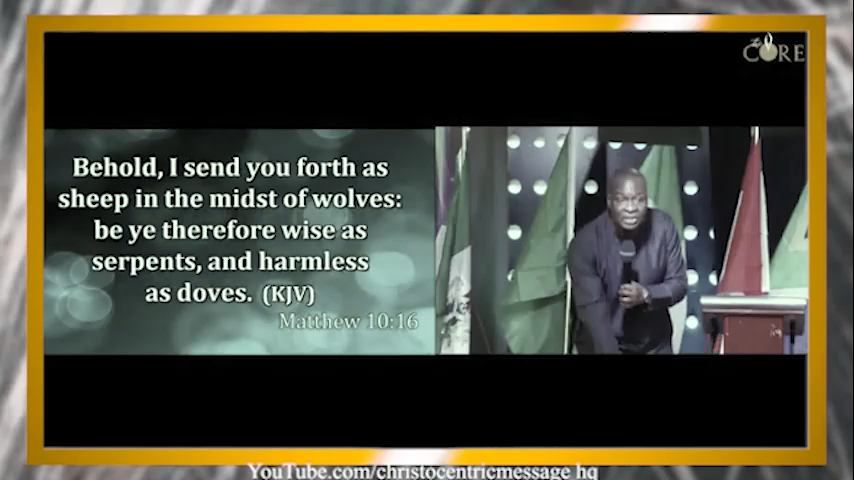 CORE
Behold, I send you forth as
sheep in the midst of wolves:
be ye therefore wise as
serpents, and harmless
as doves. (KJV)
Matthew 10:16
YouTube.com/christocentricmessage hq